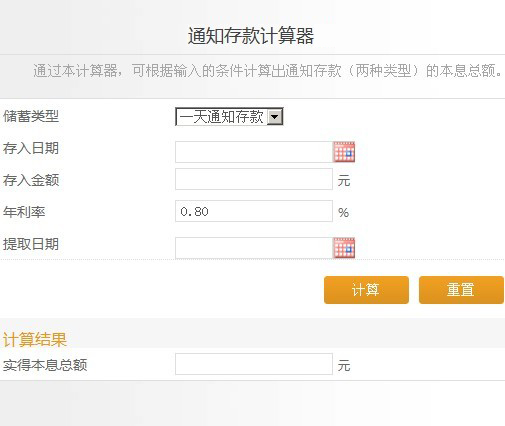 通知存款计算器
通过本计算器，可根据输入的条件计算出通知存款（两种类型）的本息总额。
储蓄类型 一天通知存款
存入日期
存入金额 元
年利率 0.80 %
提取日期
计算 重置
计算结果
实得本息总额 元